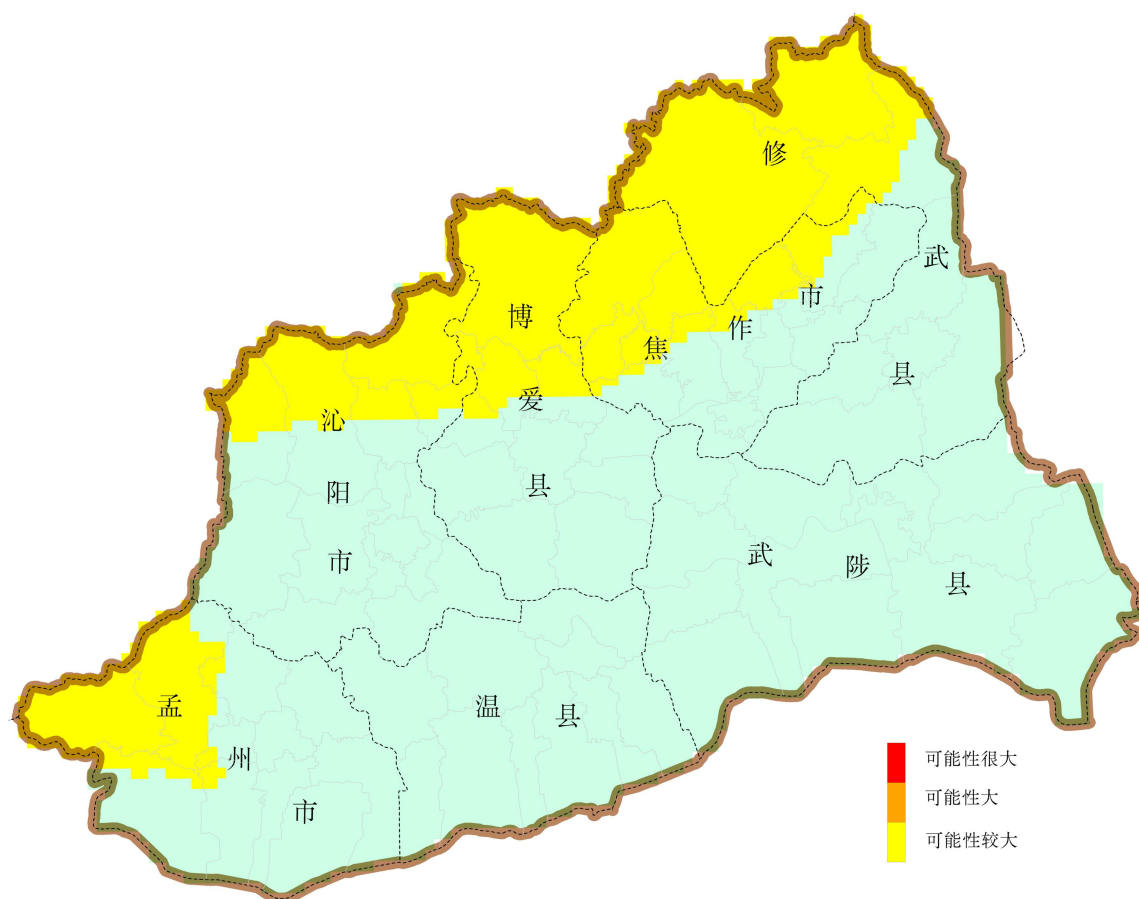 修武县
焦作市
博爱县
沁阳市
武陟县
温县
孟州市
可能性很大
可能性大
可能性较大